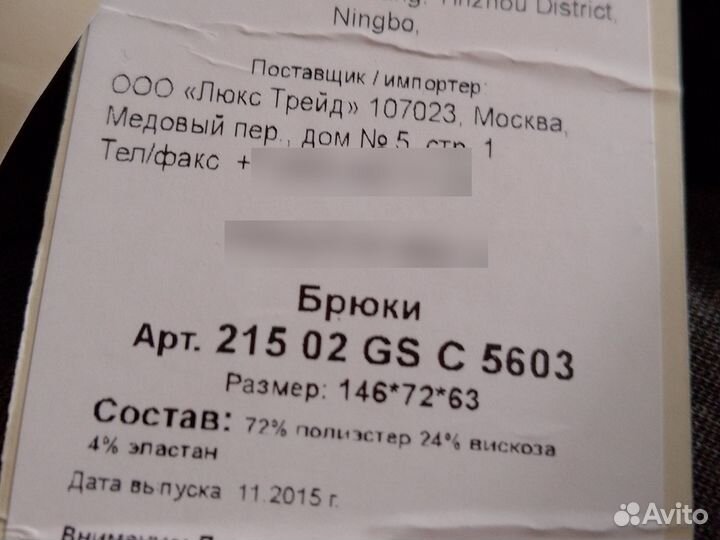 Yinzhou District,
Ningbo,
Поставщик / импортер:
ООО «Люкс Трейд» 107023, Москва,
Медовый пер., дом № 5, стр. 1
Тел/факс +
Брюки
Арт. 215 02 GS C 5603
Размер: 146*72*63
Состав: 72% полиэстер 24% вискоза
4% эластан
Дата выпуска 11.2015 г.
Avito